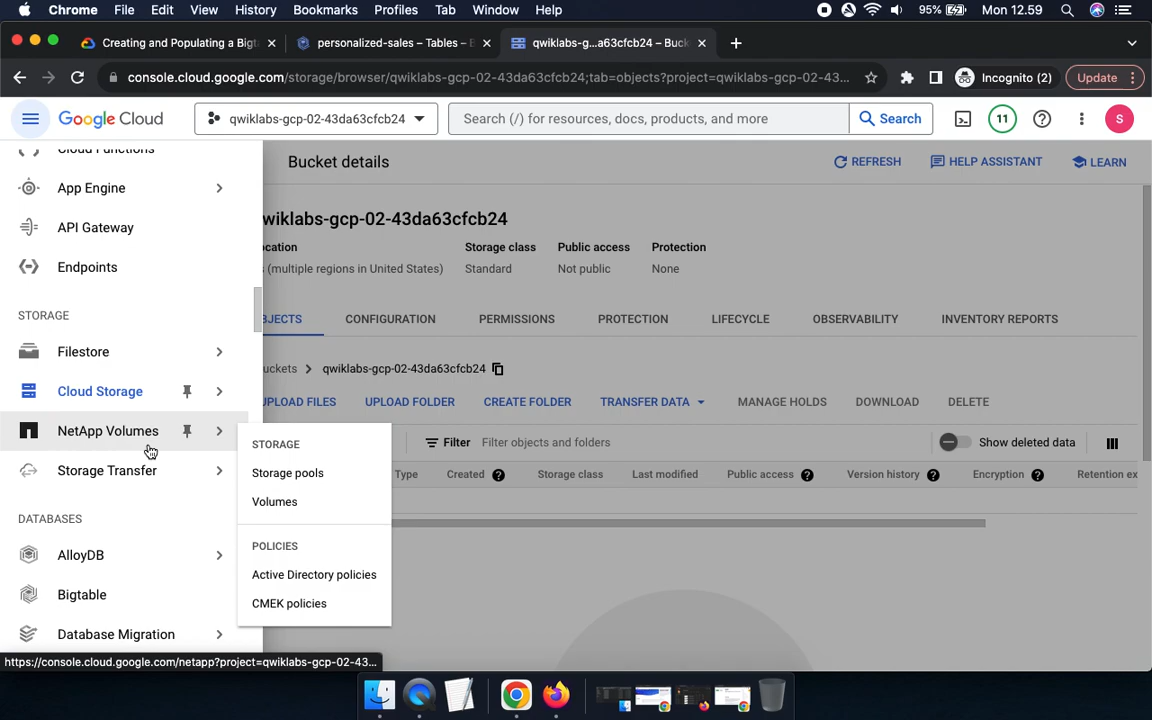 Chrome File Edit View History Bookmarks Profiles Tab Window Help 95% Mon 12.59
Creating and Populating a Bigta personalized-sales – Tables – B qwiklabs-g...a63cfcb24 – Buck
console.cloud.google.com/storage/browser/qwiklabs-gcp-02-43da63cfcb24;tab=objects?project=qwiklabs-gcp-02-43... Incognito (2) Update
Google Cloud qwiklabs-gcp-02-43da63cfcb24 Search (/) for resources, docs, products, and more Search 11 S
Cloud Functions
App Engine
API Gateway
Endpoints
STORAGE
Filestore
Cloud Storage
NetApp Volumes
Storage Transfer
DATABASES
AlloyDB
Bigtable
Database Migration
STORAGE
Storage pools
Volumes
POLICIES
Active Directory policies
CMEK policies
Bucket details REFRESH HELP ASSISTANT LEARN
wiklabs-gcp-02-43da63cfcb24
ocation Storage class Public access Protection
(multiple regions in United States) Standard Not public None
BJECTS CONFIGURATION PERMISSIONS PROTECTION LIFECYCLE OBSERVABILITY INVENTORY REPORTS
uckets qwiklabs-gcp-02-43da63cfcb24
PLOAD FILES UPLOAD FOLDER CREATE FOLDER TRANSFER DATA MANAGE HOLDS DOWNLOAD DELETE
Filter Filter objects and folders Show deleted data
Type Created Storage class Last modified Public access Version history Encryption Retention ex
https://console.cloud.google.com/netapp?project=qwiklabs-gcp-02-43...